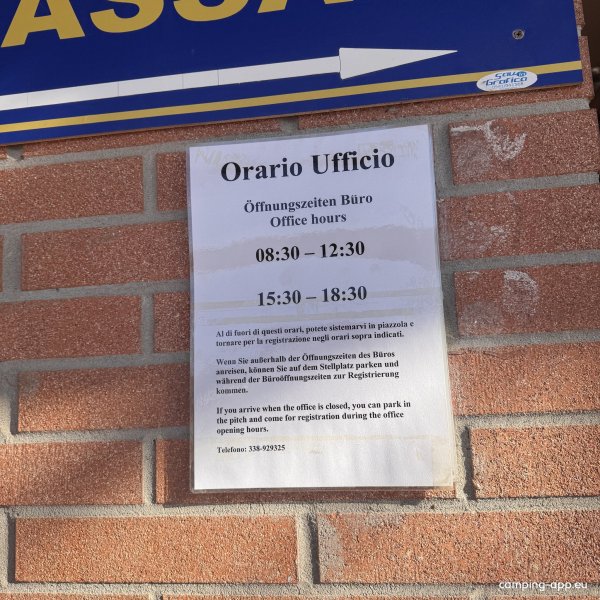 ASSA
Sau
Grafica
Orario Ufficio
Öffnungszeiten Büro
Office hours
08:30 – 12:30
15:30 – 18:30
Al di fuori di questi orari, potete sistemarvi in piazzola e
tornare per la registrazione negli orari sopra indicati.
Wenn Sie außerhalb der Öffnungszeiten des Büros
anreisen, können Sie auf dem Stellplatz parken und
während der Büroöffnungszeiten zur Registrierung
kommen.
If you arrive when the office is closed, you can park in
the pitch and come for registration during the office
opening hours.
Telefono: 338-929325
camping-app.eu